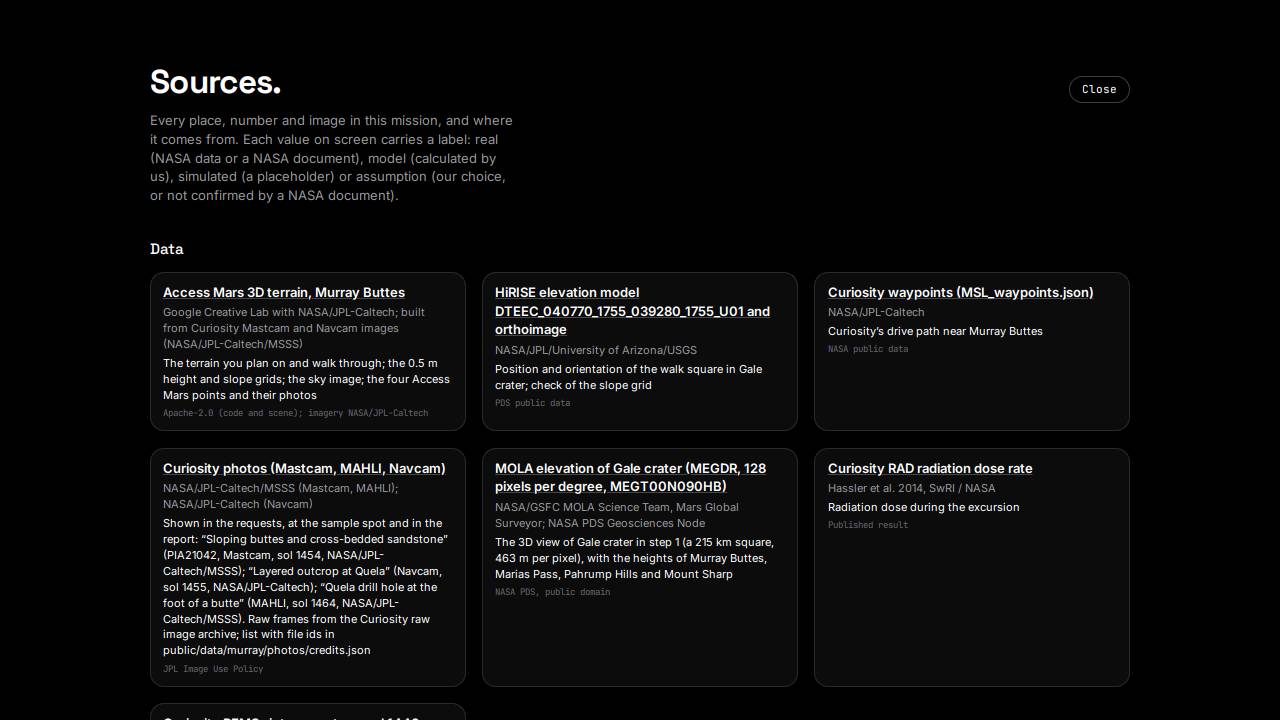 Sources.
Close
Every place, number and image in this mission, and where
it comes from. Each value on screen carries a label: real
(NASA data or a NASA document), model (calculated by
us), simulated (a placeholder) or assumption (our choice,
or not confirmed by a NASA document).
Data
Access Mars 3D terrain, Murray Buttes
Google Creative Lab with NASA/JPL-Caltech; built
from Curiosity Mastcam and Navcam images
(NASA/JPL-Caltech/MSSS)
The terrain you plan on and walk through; the 0.5 m
height and slope grids; the sky image; the four Access
Mars points and their photos
Apache-2.0 (code and scene); imagery NASA/JPL-Caltech
HiRISE elevation model
DTEEC_040770_1755_039280_1755_U01 and
orthoimage
NASA/JPL/University of Arizona/USGS
Position and orientation of the walk square in Gale
crater; check of the slope grid
PDS public data
Curiosity waypoints (MSL_waypoints.json)
NASA/JPL-Caltech
Curiosity’s drive path near Murray Buttes
NASA public data
Curiosity photos (Mastcam, MAHLI, Navcam)
NASA/JPL-Caltech/MSSS (Mastcam, MAHLI);
NASA/JPL-Caltech (Navcam)
Shown in the requests, at the sample spot and in the
report: “Sloping buttes and cross-bedded sandstone”
(PIA21042, Mastcam, sol 1454, NASA/JPL-
Caltech/MSSS); “Layered outcrop at Quela” (Navcam,
sol 1455, NASA/JPL-Caltech); “Quela drill hole at the
foot of a butte” (MAHLI, sol 1464, NASA/JPL-
Caltech/MSSS). Raw frames from the Curiosity raw
image archive; list with file ids in
public/data/murray/photos/credits.json
JPL Image Use Policy
MOLA elevation of Gale crater (MEGDR, 128
pixels per degree, MEGT00N090HB)
NASA/GSFC MOLA Science Team, Mars Global
Surveyor; NASA PDS Geosciences Node
The 3D view of Gale crater in step 1 (a 215 km square,
463 m per pixel), with the heights of Murray Buttes,
Marias Pass, Pahrump Hills and Mount Sharp
NASA PDS, public domain
Curiosity RAD radiation dose rate
Hassler et al. 2014, SwRI / NASA
Radiation dose during the excursion
Published result